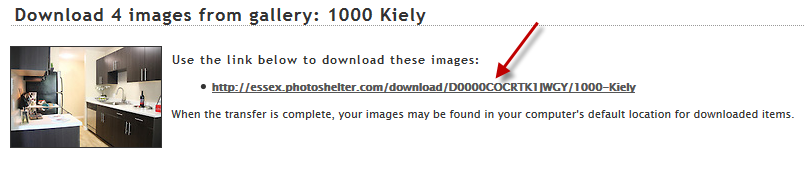 Download 4 images from gallery: 1000 Kiely
Use the link below to download these images:
http://essex.photoshelter.com/download/D0000COCRTK1JWGY/1000-Kiely
When the transfer is complete, your images may be found in your computer's default location for downloaded items.